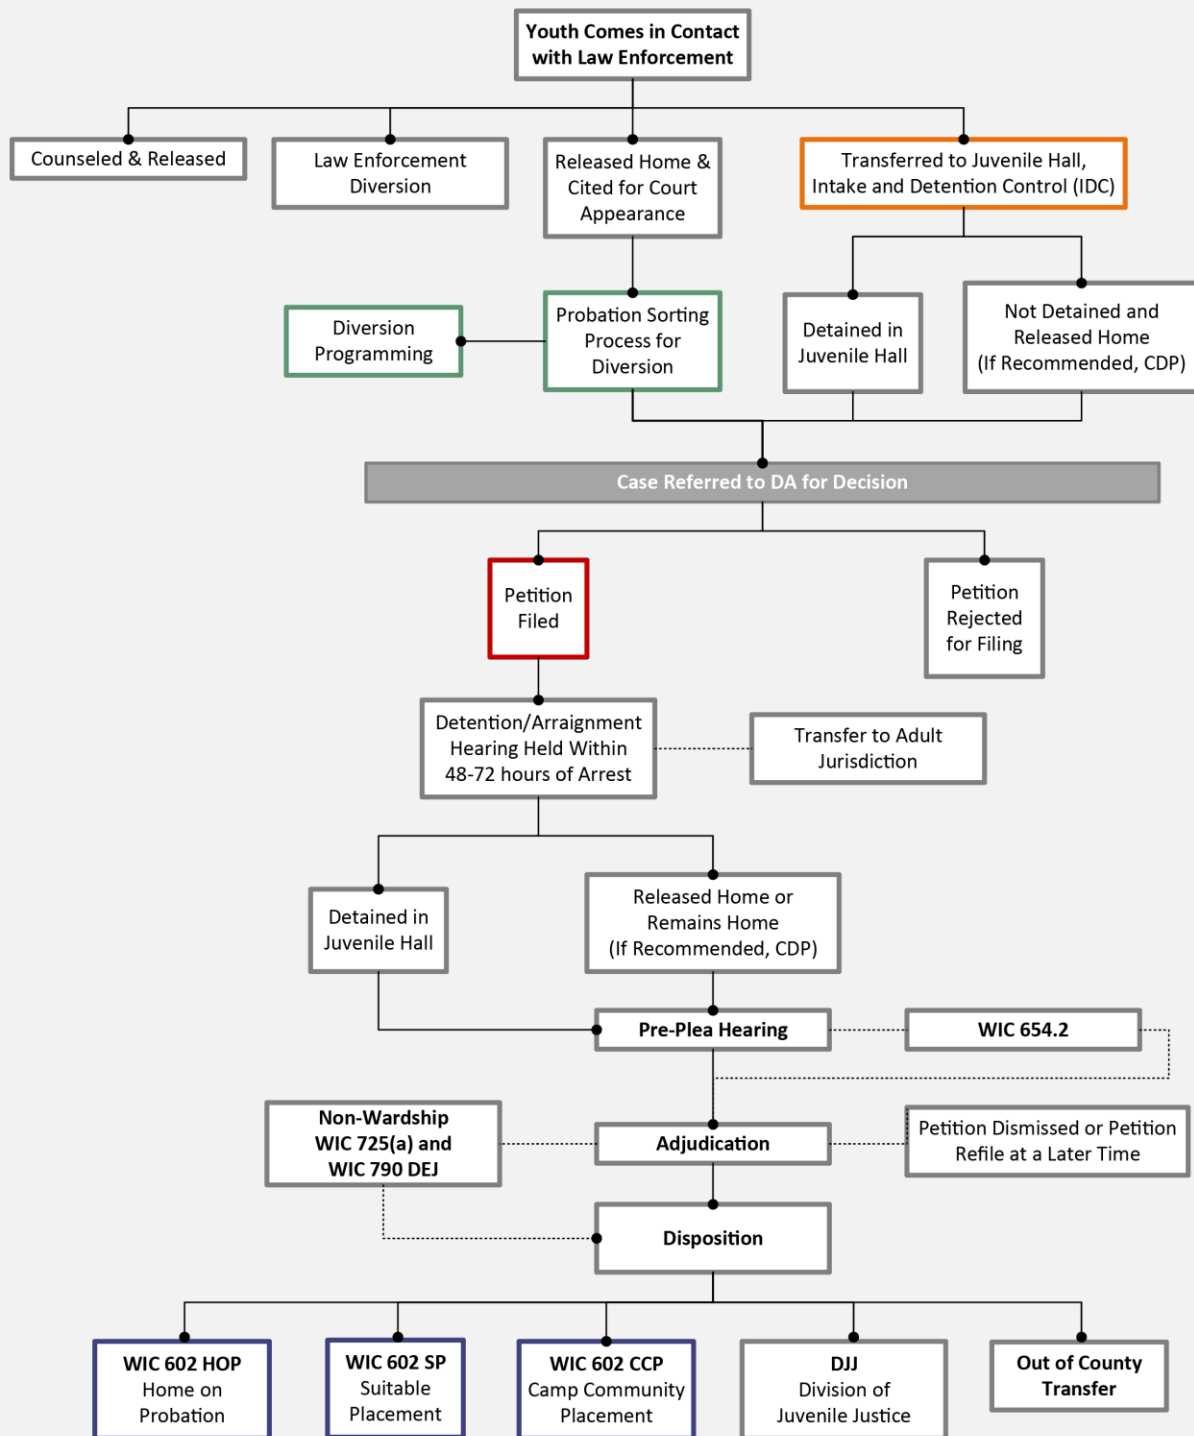 Youth Comes in Contact
with Law Enforcement
Counseled & Released
Law Enforcement
Diversion
Released Home &
Cited for Court
Appearance
Transferred to Juvenile Hall,
Intake and Detention Control (IDC)
Diversion
Programming
Probation Sorting
Process for
Diversion
Detained in
Juvenile Hall
Not Detained and
Released Home
(If Recommended, CDP)
Case Referred to DA for Decision
Petition
Filed
Petition
Rejected
for Filing
Detention/Arraignment
Hearing Held Within
48-72 hours of Arrest
Transfer to Adult
Jurisdiction
Detained in
Juvenile Hall
Released Home or
Remains Home
(If Recommended, CDP)
Pre-Plea Hearing
WIC 654.2
Non-Wardship
WIC 725(a) and
WIC 790 DEJ
Adjudication
Petition Dismissed or Petition
Refile at a Later Time
Disposition
WIC 602 HOP
Home on
Probation
WIC 602 SP
Suitable
Placement
WIC 602 CCP
Camp Community
Placement
DJJ
Division of
Juvenile Justice
Out of County
Transfer